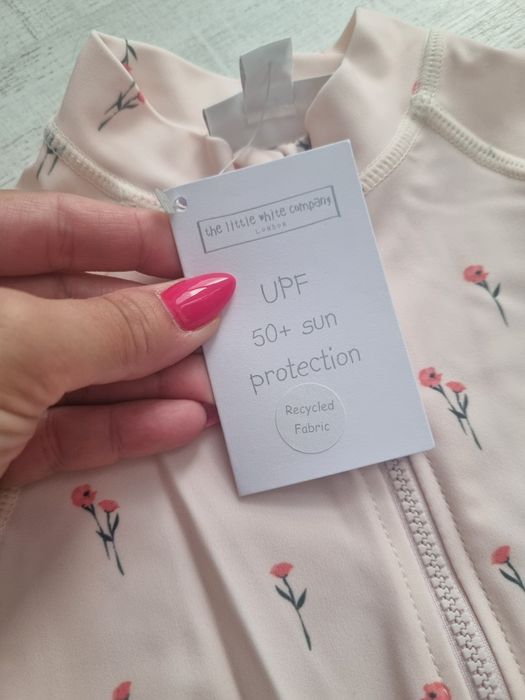 the little white company
LONDON
UPF
50+ sun
protection
Recycled
Fabric